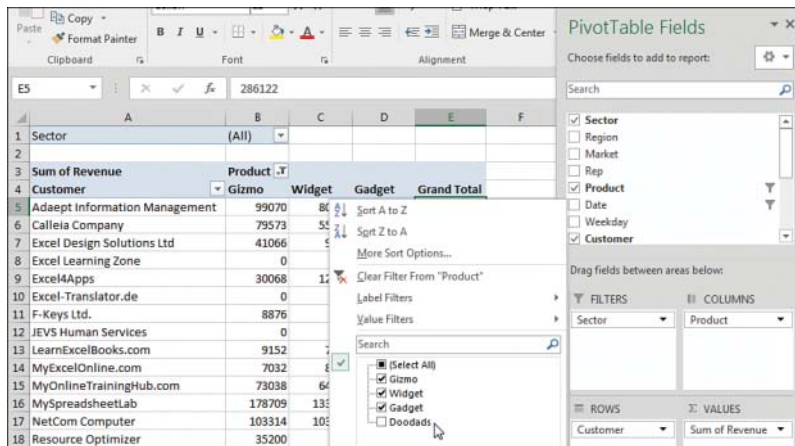 Copy
PivotTable Fields
Paste
Format Painter
B I U
A
Merge & Center
Choose fields to add to report:
Clipboard
Font
Alignment
E5
fx
286122
Search
A B C D E F
Sector
1 Sector (All)
Region
2
Market
3 Sum of Revenue Product
Rep
4 Customer Gizmo Widget Gadget Grand Total
Product
5 Adaept Information Management 99070
Sort A to Z
Date
6 Calleia Company 79573
Sort Z to A
Weekday
7 Excel Design Solutions Ltd 41066
Customer
8 Excel Learning Zone 0
More Sort Options...
9 Excel4Apps 30068
Clear Filter From "Product"
Drag fields between areas below:
10 Excel-Translator.de 0
Label Filters
FILTERS
COLUMNS
11 F-Keys Ltd. 8876
Value Filters
Sector
Product
12 JEVS Human Services 0
13 LearnExcelBooks.com 9152
Search
14 MyExcelOnline.com 7032
(Select All)
15 MyOnlineTrainingHub.com 73038
Gizmo
16 MySpreadsheetLab 178709
Widget
17 NetCom Computer 103314
Gadget
ROWS
Σ VALUES
18 Resource Optimizer 35200
Doodads
Customer
Sum of Revenue